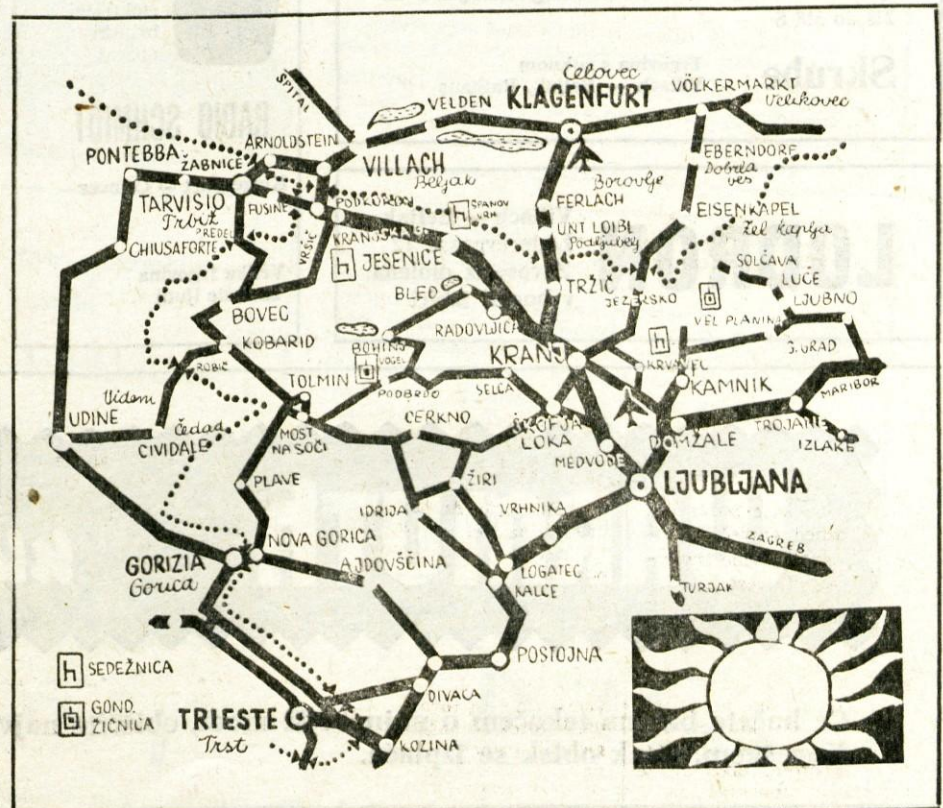 SPITAL
Celovec
VELDEN
KLAGENFURT
VÖLKERMARKT
Velikovec
ARNOLDSTEIN
PONTEBBA
ŽABNICE
VILLACH
Beljak
EBERNDORF
Dobrla
ves
Borovlje
TARVISIO
Trbiž
FUSINE
PODKOREN
FERLACH
EISENKAPEL
Žel. kaplja
CHIUSAFORTE
PREDEL
VRŠIČ
KRANJSKA
ŠPANOV
VRH
UNT LOIBL
Podljubelj
JESENICE
SOLČAVA
LUČE
BLED
TRŽIČ
JEZERSKO
LJUBNO
BOVEC
RADOVLJICA
VEL PLANINA
KOBARID
BOHINJ
VOGEL
KRANJ
KRVAVEC
G. GRAD
ROBIČ
TOLMIN
PODBRDO
SELCA
KAMNIK
MARIBOR
Videm
UDINE
Čedad
CIVIDALE
MOST
NA SOČI
CERKNO
ŠKOFJA
LOKA
DOMŽALE
TROJANE
IZLAKE
MEDVODE
PLAVE
ŽIRI
LJUBLJANA
IDRIJA
VRHNIKA
NOVA GORICA
ZAGREB
GORIZIA
Gorica
AJDOVŠČINA
LOGATEC
KALCE
TURJAK
POSTOJNA
SEDEŽNICA
DIVAČA
GOND.
ŽIČNICA
TRIESTE
Trst
KOZINA